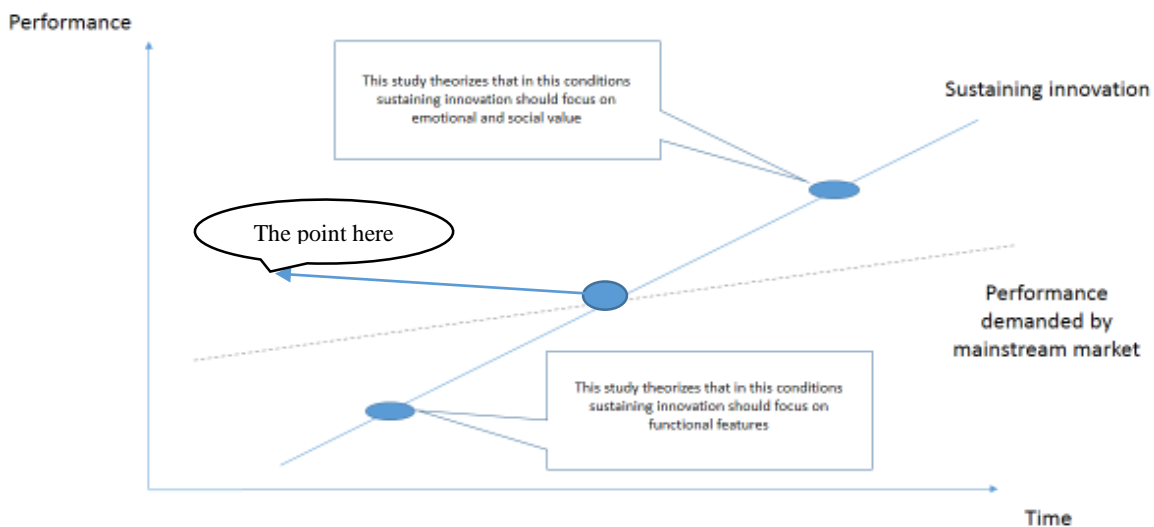 Performance
This study theorizes that in this conditions
sustaining innovation should focus on
emotional and social value
Sustaining innovation
The point here
Performance
demanded by
mainstream market
This study theorizes that in this conditions
sustaining innovation should focus on
functional features
Time